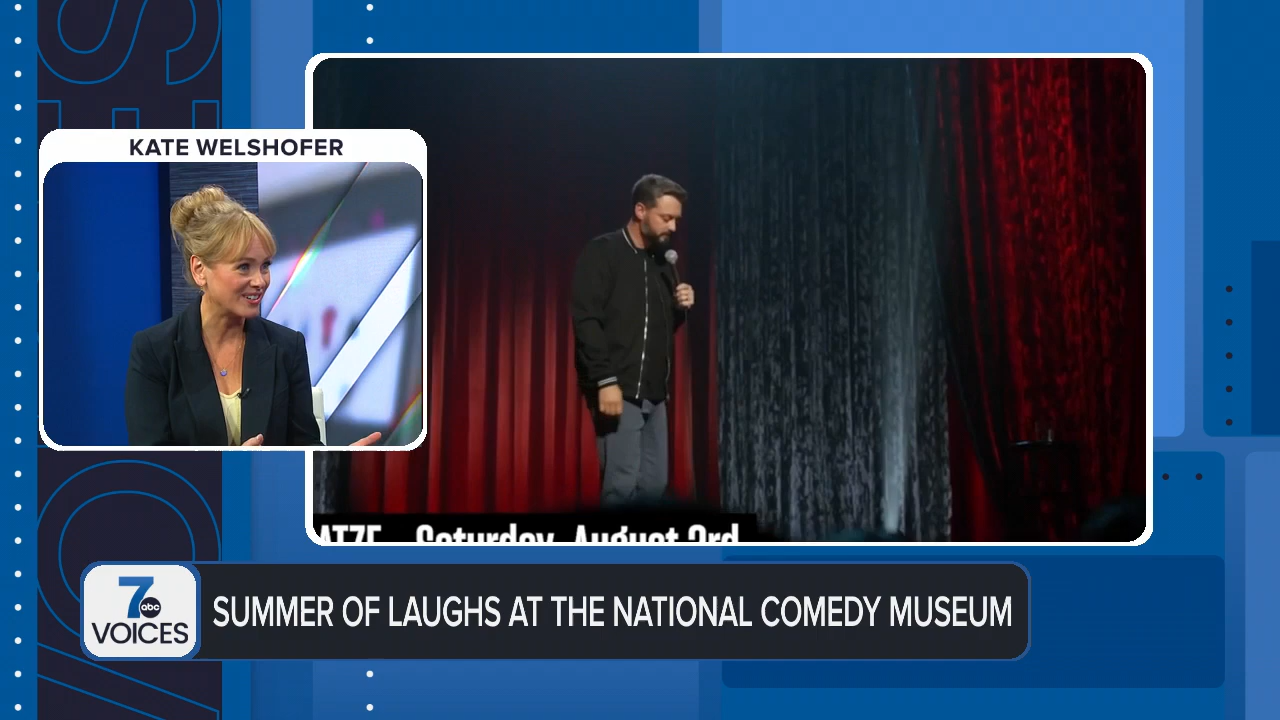 KATE WELSHOFER
Saturday, August 3rd
7
abc
VOICES
SUMMER OF LAUGHS AT THE NATIONAL COMEDY MUSEUM